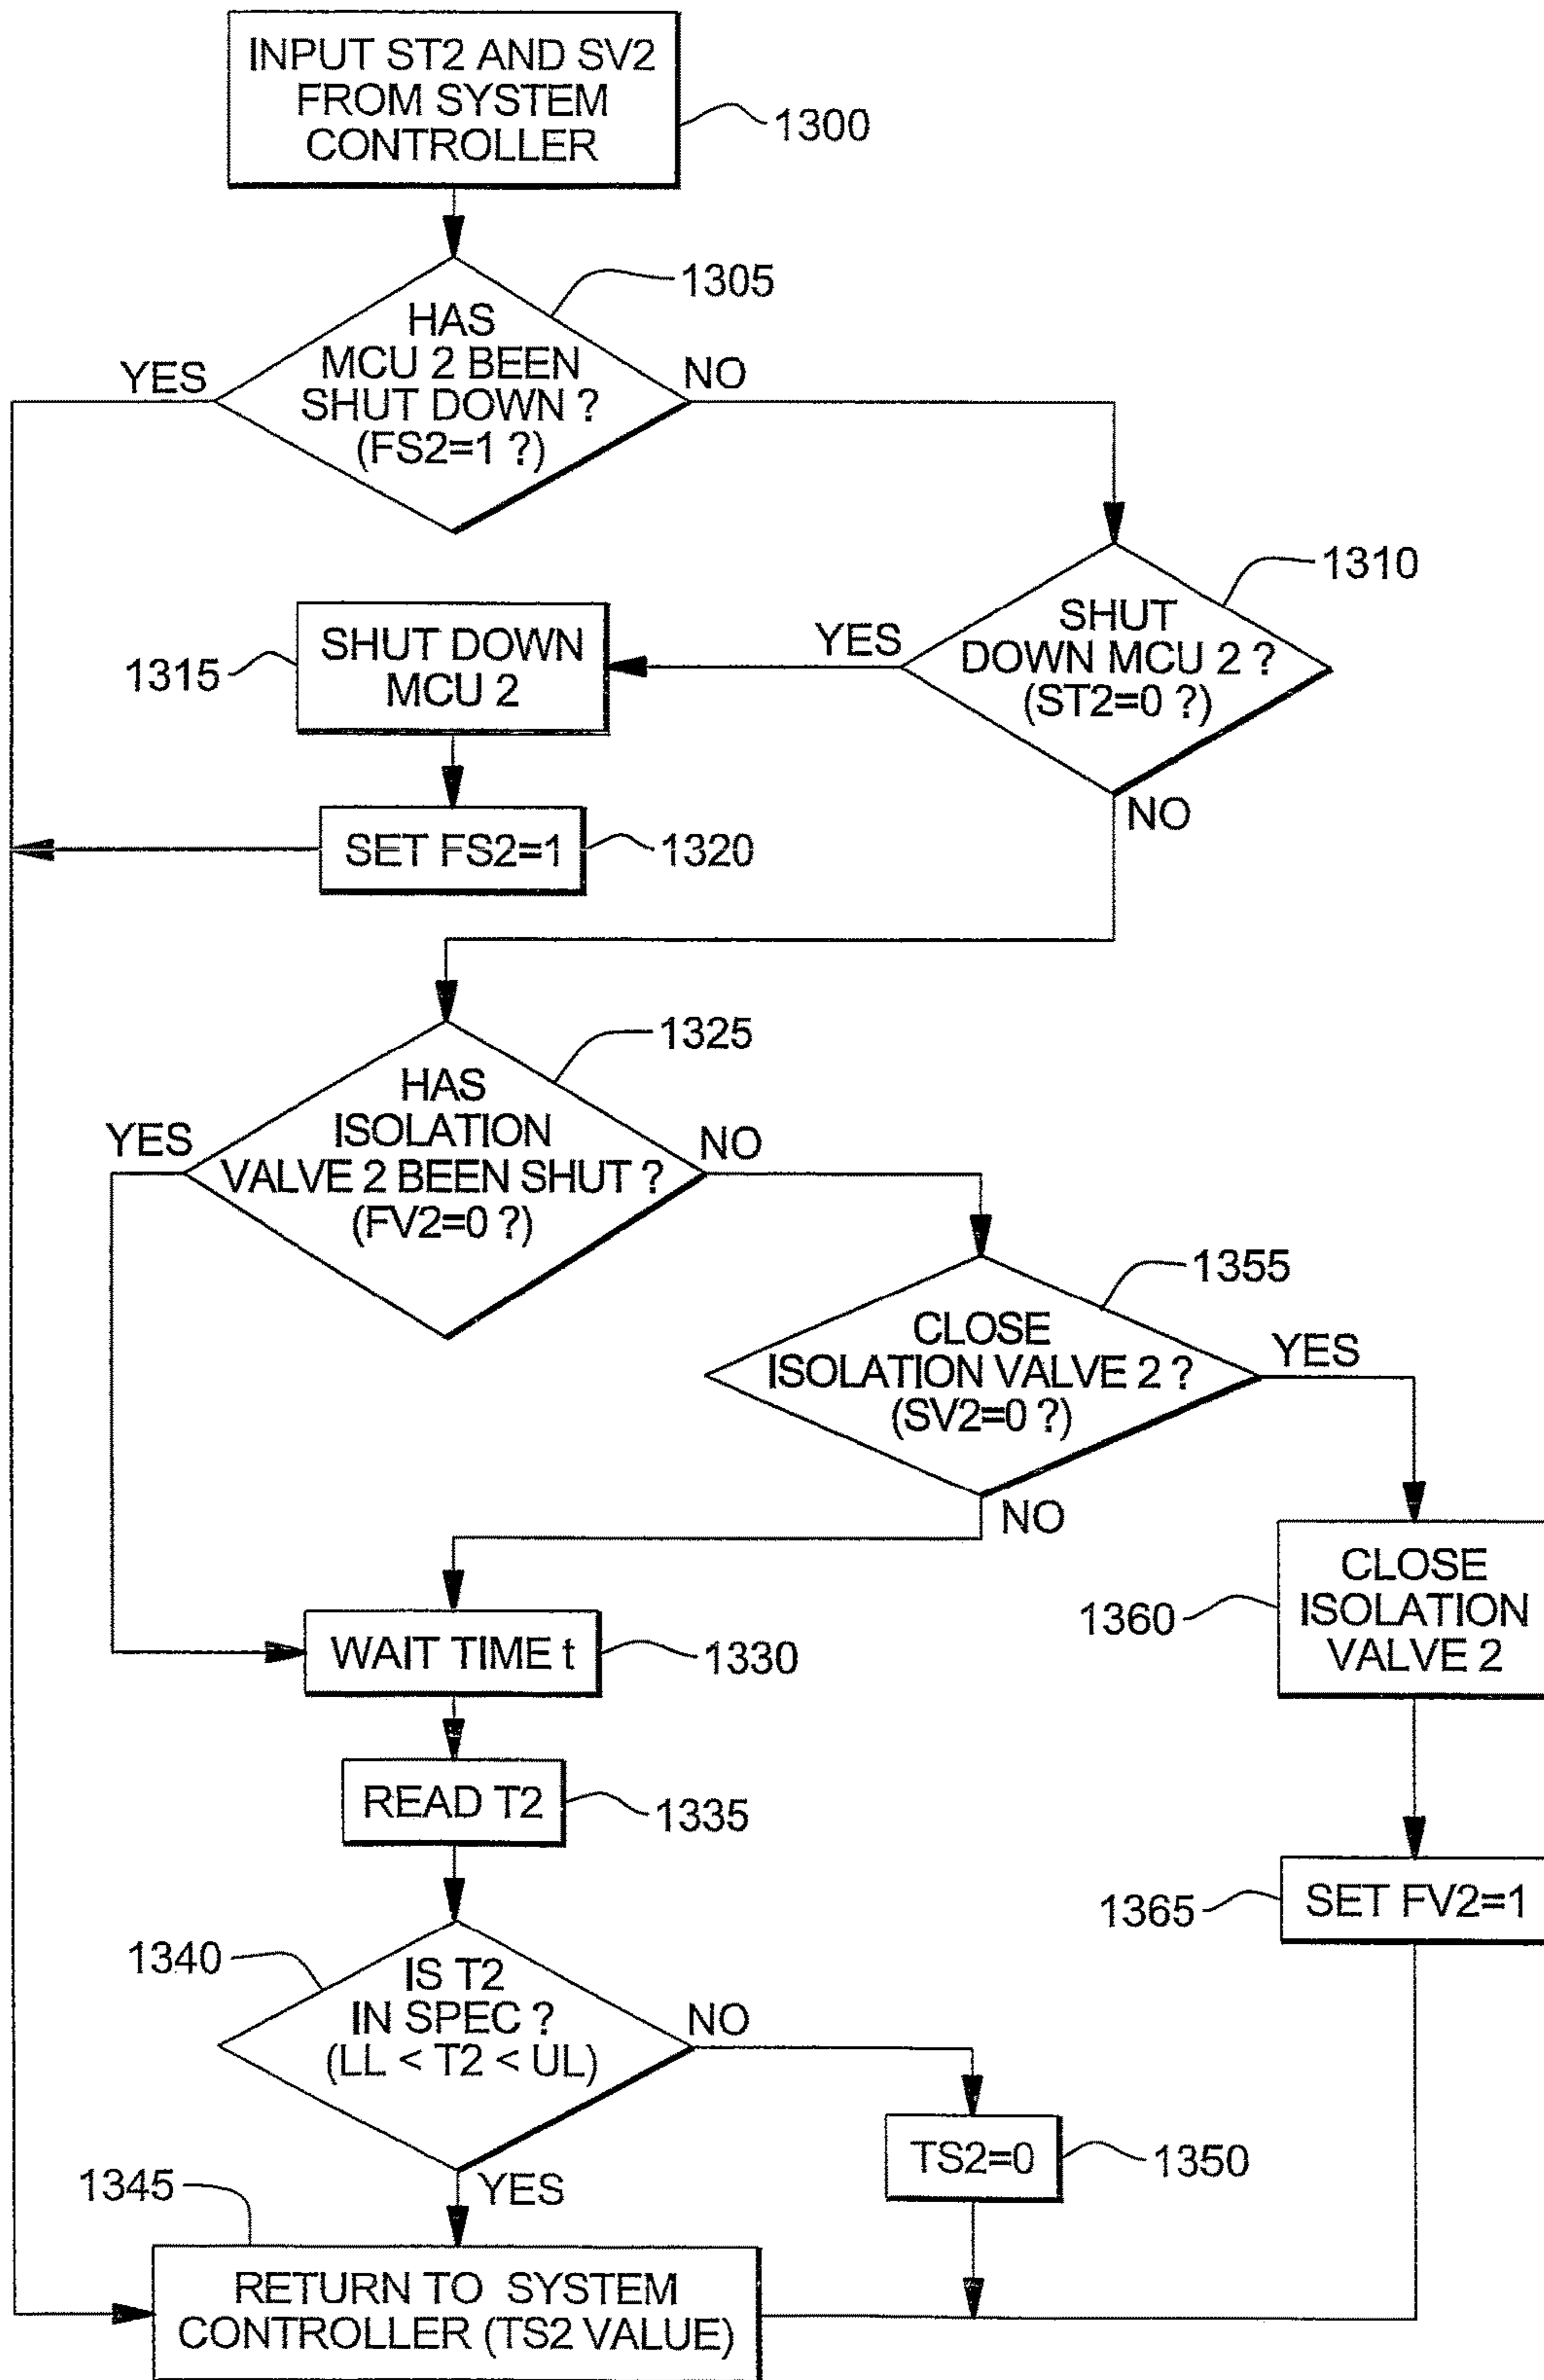 INPUT ST2 AND SV2
FROM SYSTEM
CONTROLLER
1300
1305
HAS
MCU 2 BEEN
SHUT DOWN ?
(FS2=1 ?)
YES
NO
1310
SHUT
DOWN MCU 2 ?
(ST2=0 ?)
YES
NO
SHUT DOWN
MCU 2
1315
SET FS2=1
1320
1325
HAS
ISOLATION
VALVE 2 BEEN SHUT ?
(FV2=0 ?)
YES
NO
1355
CLOSE
ISOLATION VALVE 2 ?
(SV2=0 ?)
YES
NO
CLOSE
ISOLATION
VALVE 2
1360
WAIT TIME t
1330
READ T2
1335
SET FV2=1
1365
1340
IS T2
IN SPEC ?
(LL < T2 < UL)
NO
YES
TS2=0
1350
1345
RETURN TO SYSTEM
CONTROLLER (TS2 VALUE)